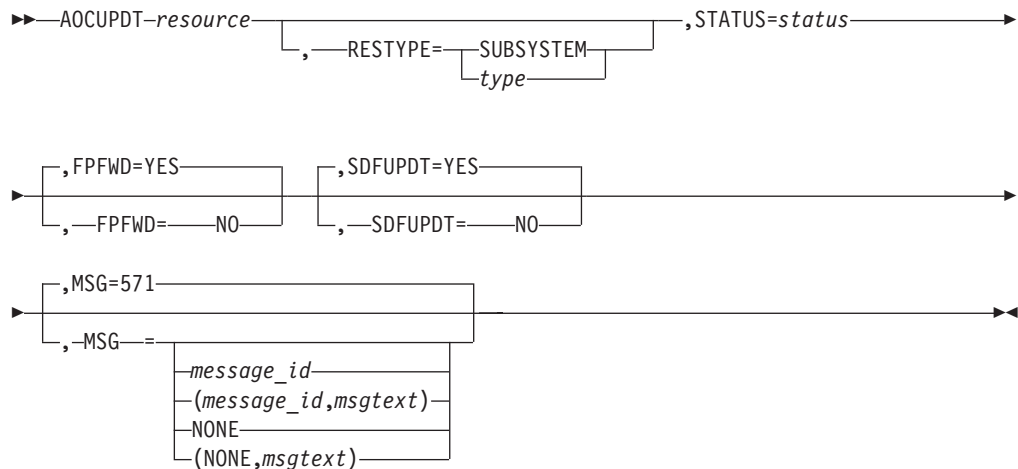 AOCUPDT resource ,STATUS=status
, RESTYPE= SUBSYSTEM
type
,FPFWD=YES ,SDFUPDT=YES
, FPFWD= NO , SDFUPDT= NO
,MSG=571
, MSG =
message_id
(message_id,msgtext)
NONE
(NONE,msgtext)